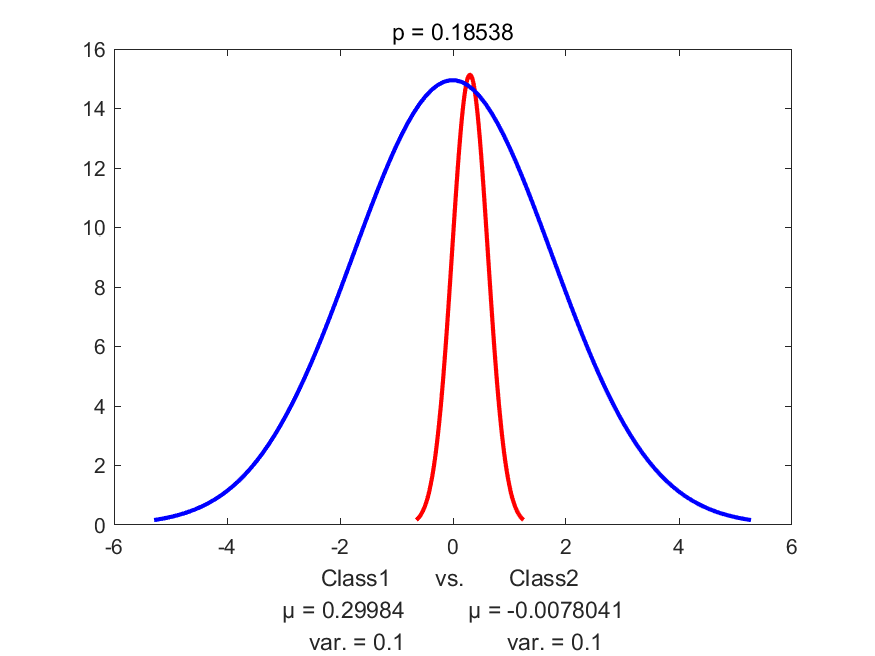 p = 0.18538
16
14
12
10
8
6
4
2
0
-6 -4 -2 0 2 4 6
Class1 vs. Class2
μ = 0.29984 μ = -0.0078041
var. = 0.1 var. = 0.1